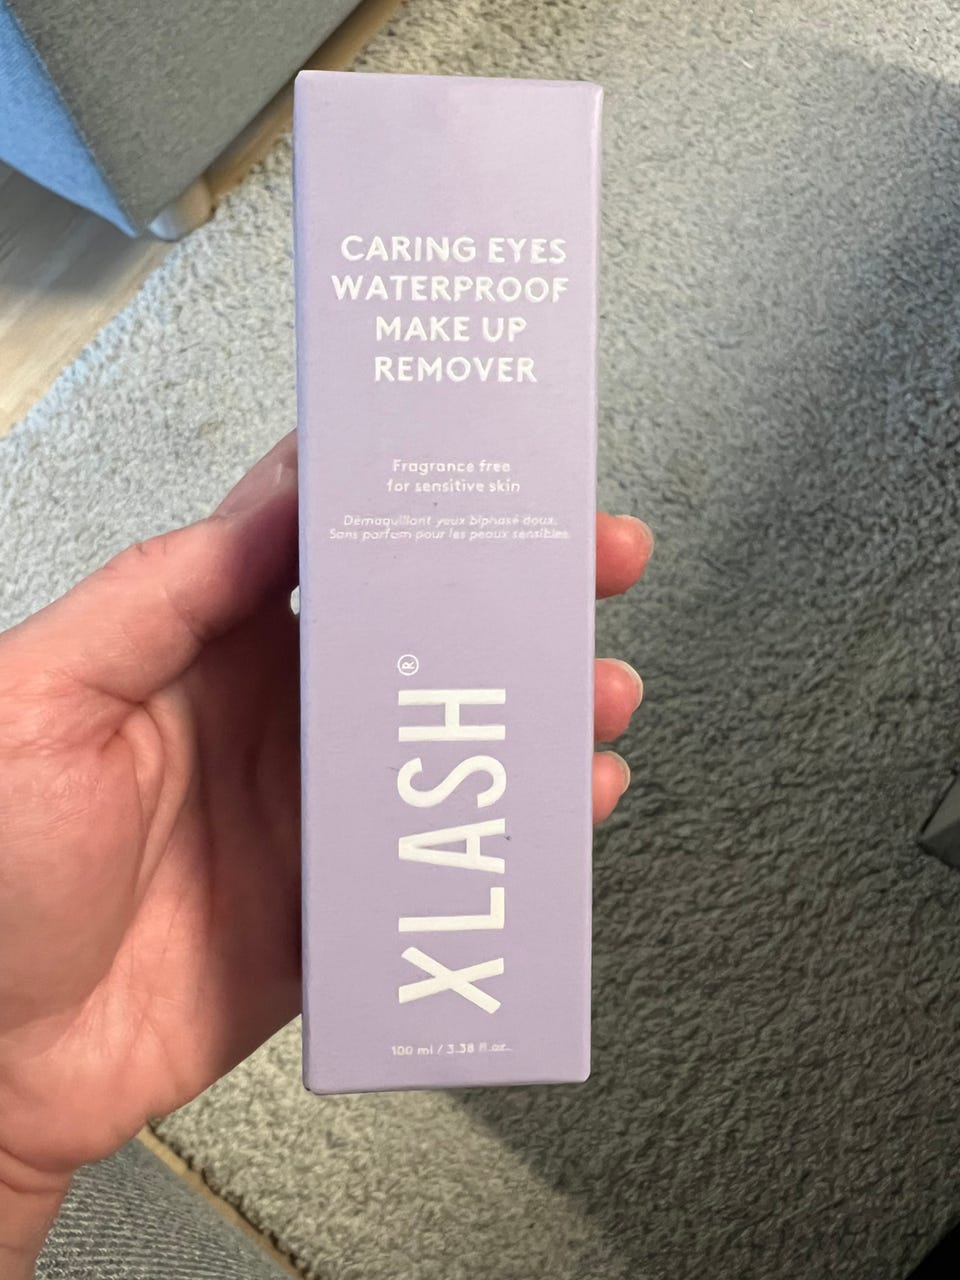 CARING EYES
WATERPROOF
MAKE UP
REMOVER
Fragrance free
for sensitive skin
Démaquillant yeux biphasé doux.
Sans parfum pour les peaux sensibles.
XLASH®
100 ml / 3.38 fl.oz.